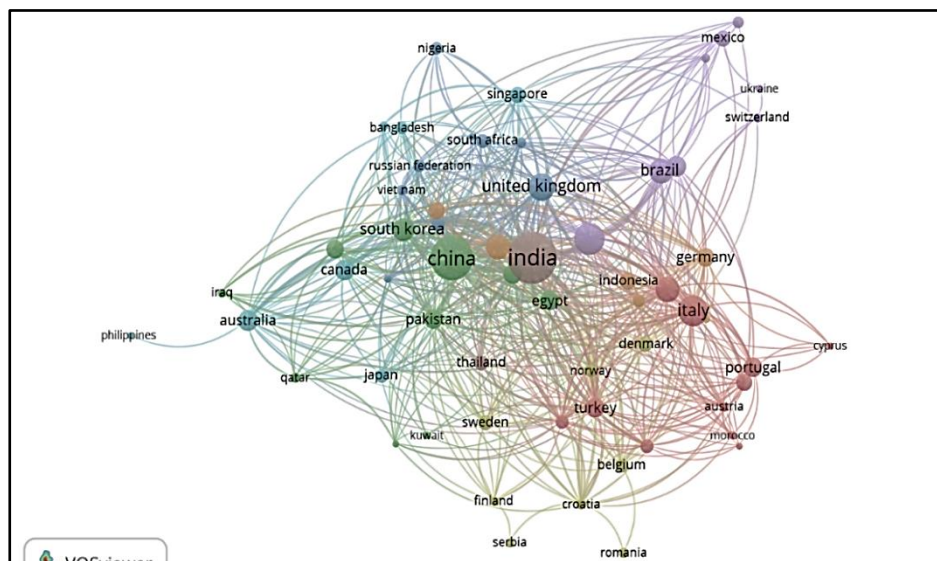 mexico
nigeria
ukraine
singapore
switzerland
bangladesh
south africa
russian federation
brazil
united kingdom
viet nam
south korea
china
india
germany
canada
indonesia
iraq
egypt
italy
australia
pakistan
philippines
denmark
cyprus
thailand
norway
portugal
qatar
japan
turkey
austria
sweden
kuwait
morocco
belgium
finland
croatia
serbia
romania